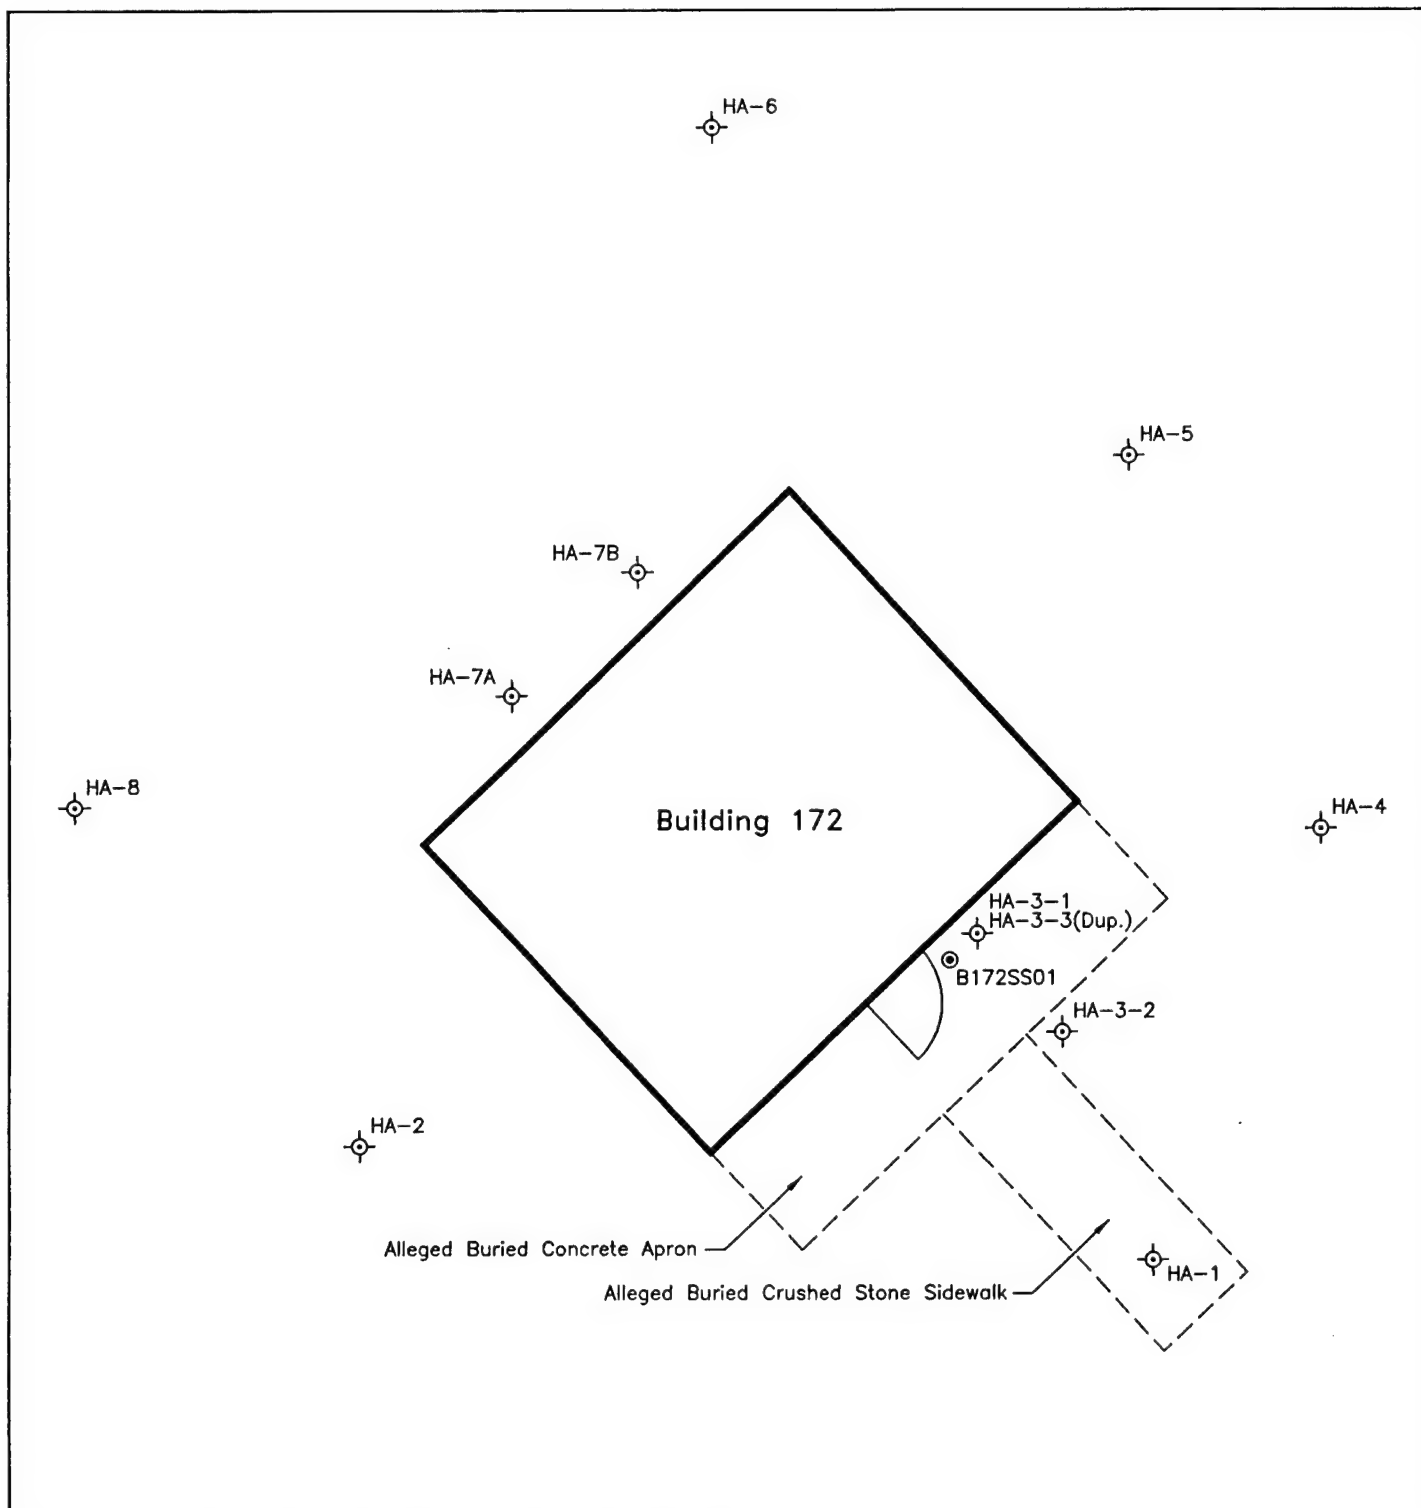 HA-6
HA-5
HA-7B
HA-7A
HA-8
Building 172
HA-4
HA-3-1
HA-3-3(Dup.)
B172SS01
HA-3-2
HA-2
Alleged Buried Concrete Apron
HA-1
Alleged Buried Crushed Stone Sidewalk